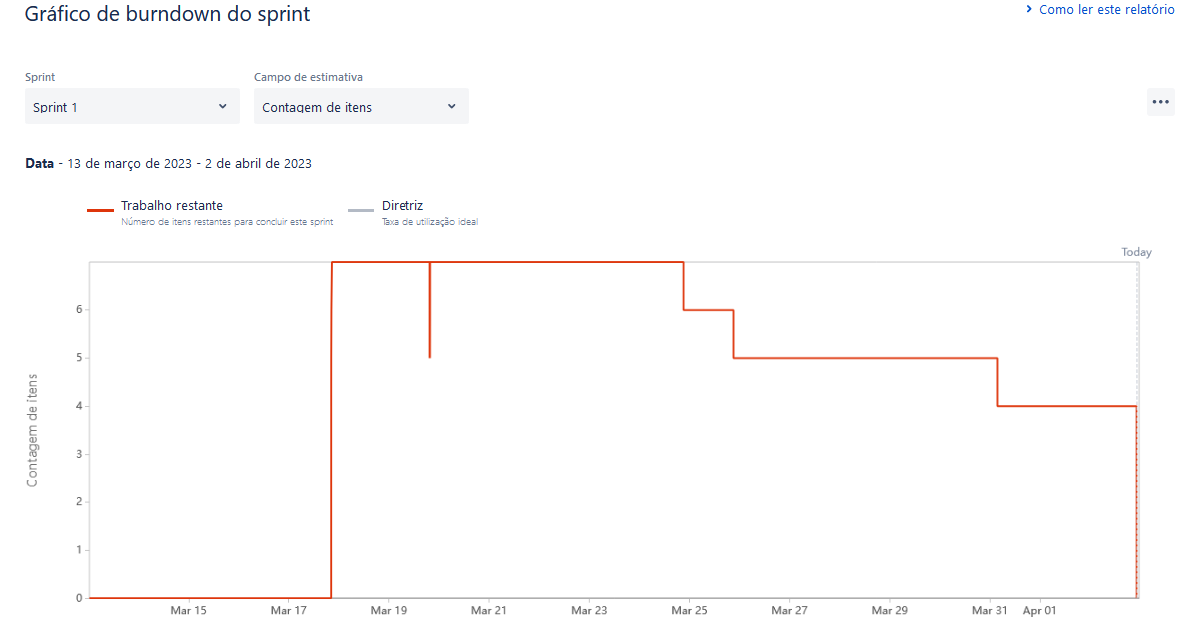 Gráfico de burndown do sprint
Como ler este relatório
Sprint
Campo de estimativa
Sprint 1
Contagem de itens
Data - 13 de março de 2023 - 2 de abril de 2023
Trabalho restante
Número de itens restantes para concluir este sprint
Diretriz
Taxa de utilização ideal
Today
Contagem de itens
6
5
4
3
2
1
0
Mar 15 Mar 17 Mar 19 Mar 21 Mar 23 Mar 25 Mar 27 Mar 29 Mar 31 Apr 01